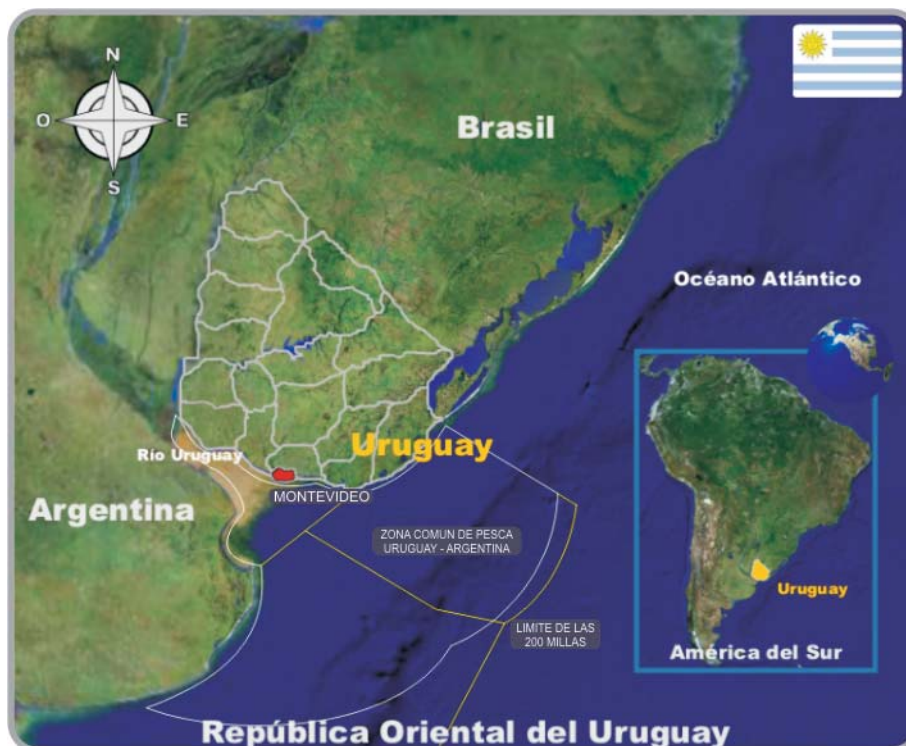 N
O
E
S
Brasil
Océano Atlántico
Uruguay
Río Uruguay
MONTEVIDEO
Argentina
ZONA COMUN DE PESCA
URUGUAY - ARGENTINA
LIMITE DE LAS
200 MILLAS
Uruguay
América del Sur
República Oriental del Uruguay